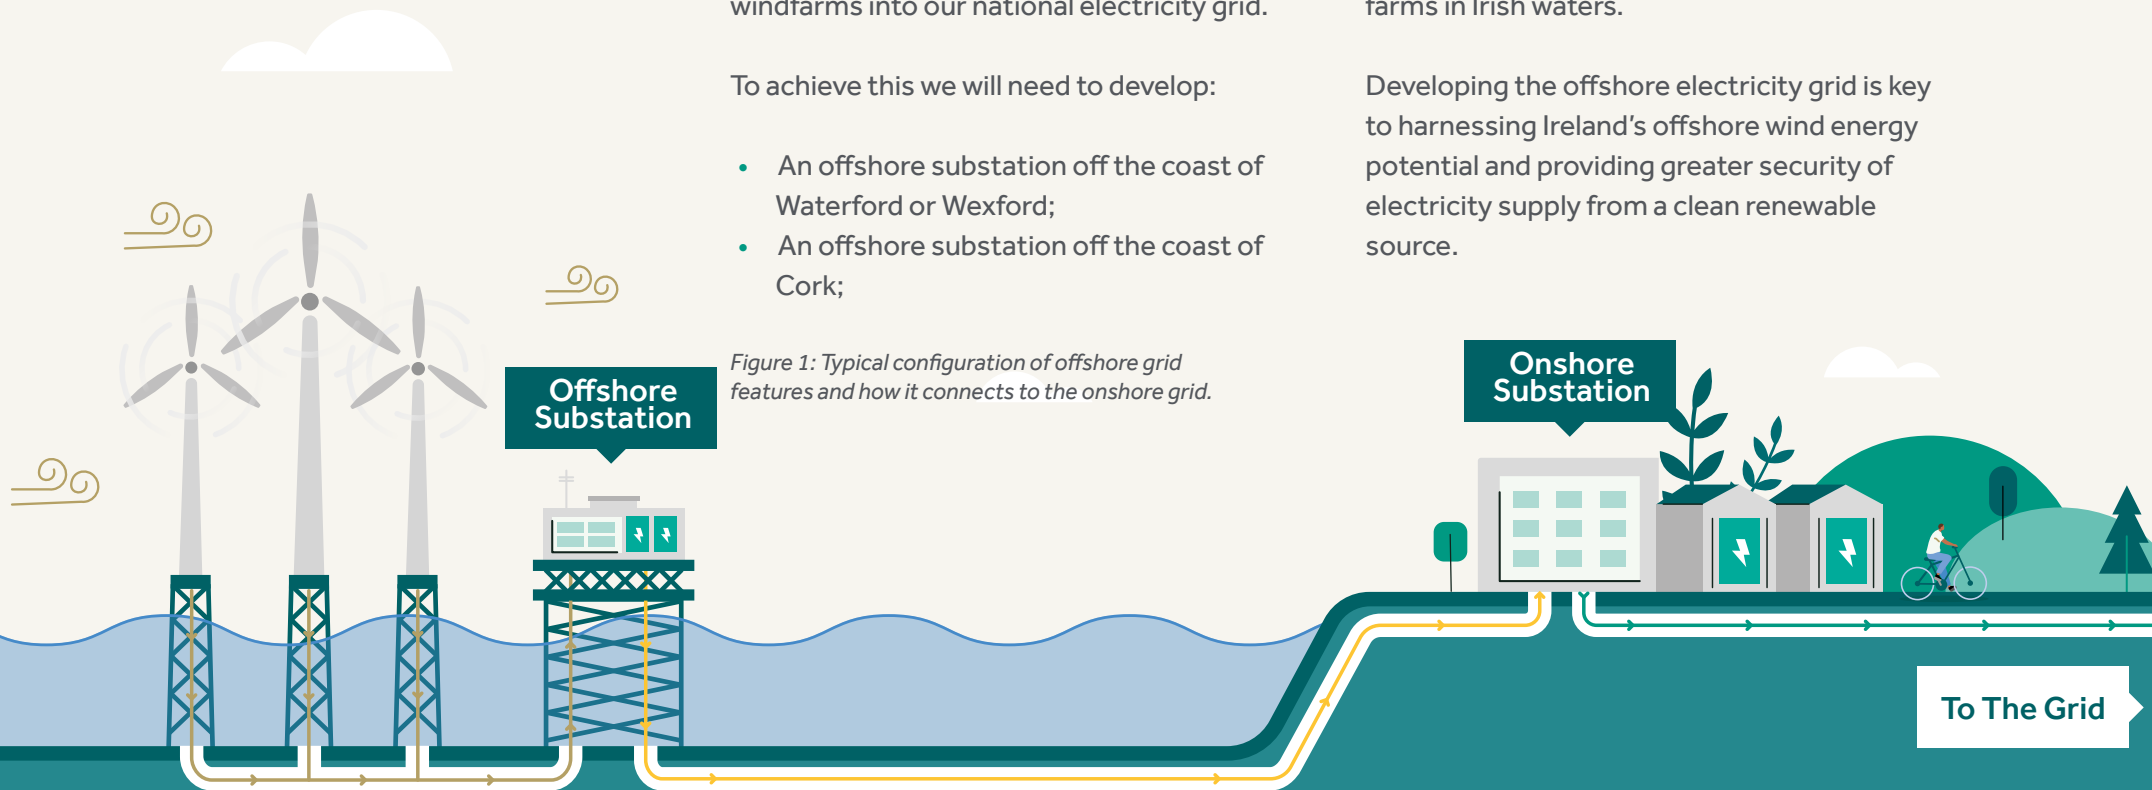 windfarms into our national electricity grid.
To achieve this we will need to develop:
• An offshore substation off the coast of
Waterford or Wexford;
• An offshore substation off the coast of
Cork;
Figure 1: Typical configuration of offshore grid
features and how it connects to the onshore grid.
farms in Irish waters.
Developing the offshore electricity grid is key
to harnessing Ireland's offshore wind energy
potential and providing greater security of
electricity supply from a clean renewable
source.
Offshore
Substation
Onshore
Substation
To The Grid